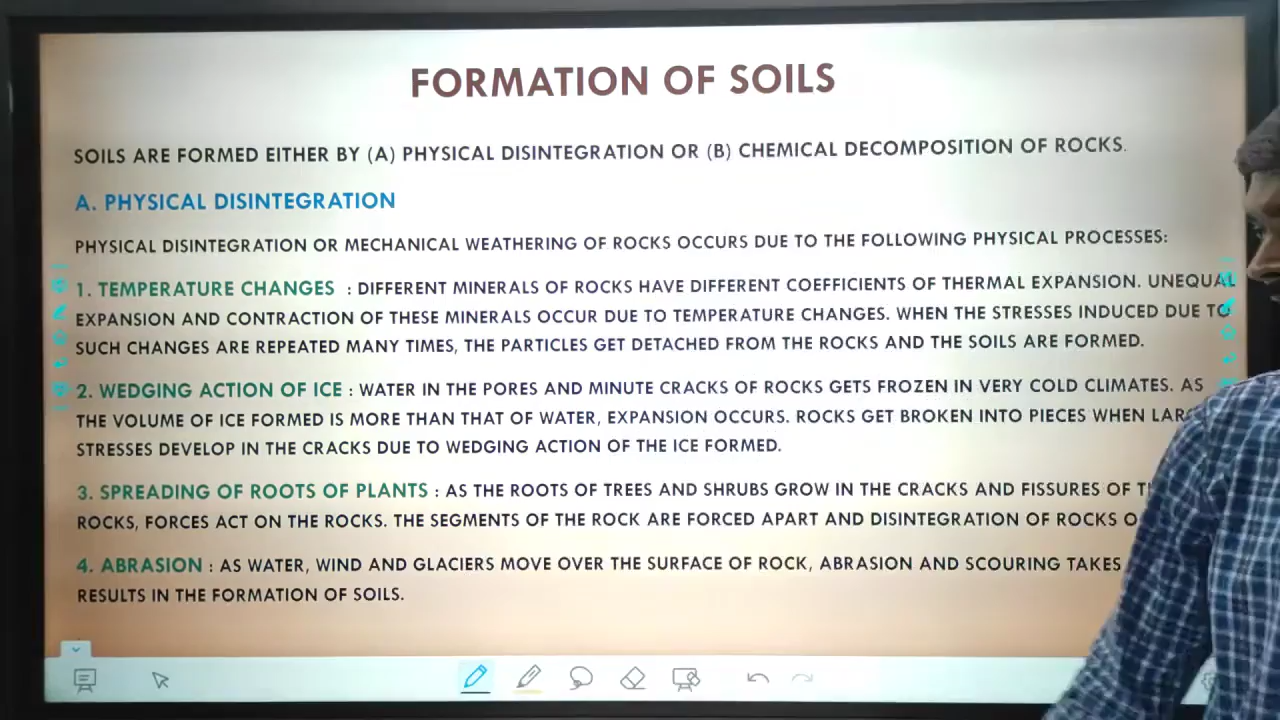 FORMATION OF SOILS
SOILS ARE FORMED EITHER BY (A) PHYSICAL DISINTEGRATION OR (B) CHEMICAL DECOMPOSITION OF ROCKS.
A. PHYSICAL DISINTEGRATION
PHYSICAL DISINTEGRATION OR MECHANICAL WEATHERING OF ROCKS OCCURS DUE TO THE FOLLOWING PHYSICAL PROCESSES:
1. TEMPERATURE CHANGES : DIFFERENT MINERALS OF ROCKS HAVE DIFFERENT COEFFICIENTS OF THERMAL EXPANSION. UNEQUAL
EXPANSION AND CONTRACTION OF THESE MINERALS OCCUR DUE TO TEMPERATURE CHANGES. WHEN THE STRESSES INDUCED DUE TO
SUCH CHANGES ARE REPEATED MANY TIMES, THE PARTICLES GET DETACHED FROM THE ROCKS AND THE SOILS ARE FORMED.
2. WEDGING ACTION OF ICE : WATER IN THE PORES AND MINUTE CRACKS OF ROCKS GETS FROZEN IN VERY COLD CLIMATES. AS
THE VOLUME OF ICE FORMED IS MORE THAN THAT OF WATER, EXPANSION OCCURS. ROCKS GET BROKEN INTO PIECES WHEN
STRESSES DEVELOP IN THE CRACKS DUE TO WEDGING ACTION OF THE ICE FORMED.
3. SPREADING OF ROOTS OF PLANTS : AS THE ROOTS OF TREES AND SHRUBS GROW IN THE CRACKS AND FISSURES OF
ROCKS, FORCES ACT ON THE ROCKS. THE SEGMENTS OF THE ROCK ARE FORCED APART AND DISINTEGRATION OF ROCKS
4. ABRASION : AS WATER, WIND AND GLACIERS MOVE OVER THE SURFACE OF ROCK, ABRASION AND SCOURING TAKES
RESULTS IN THE FORMATION OF SOILS.